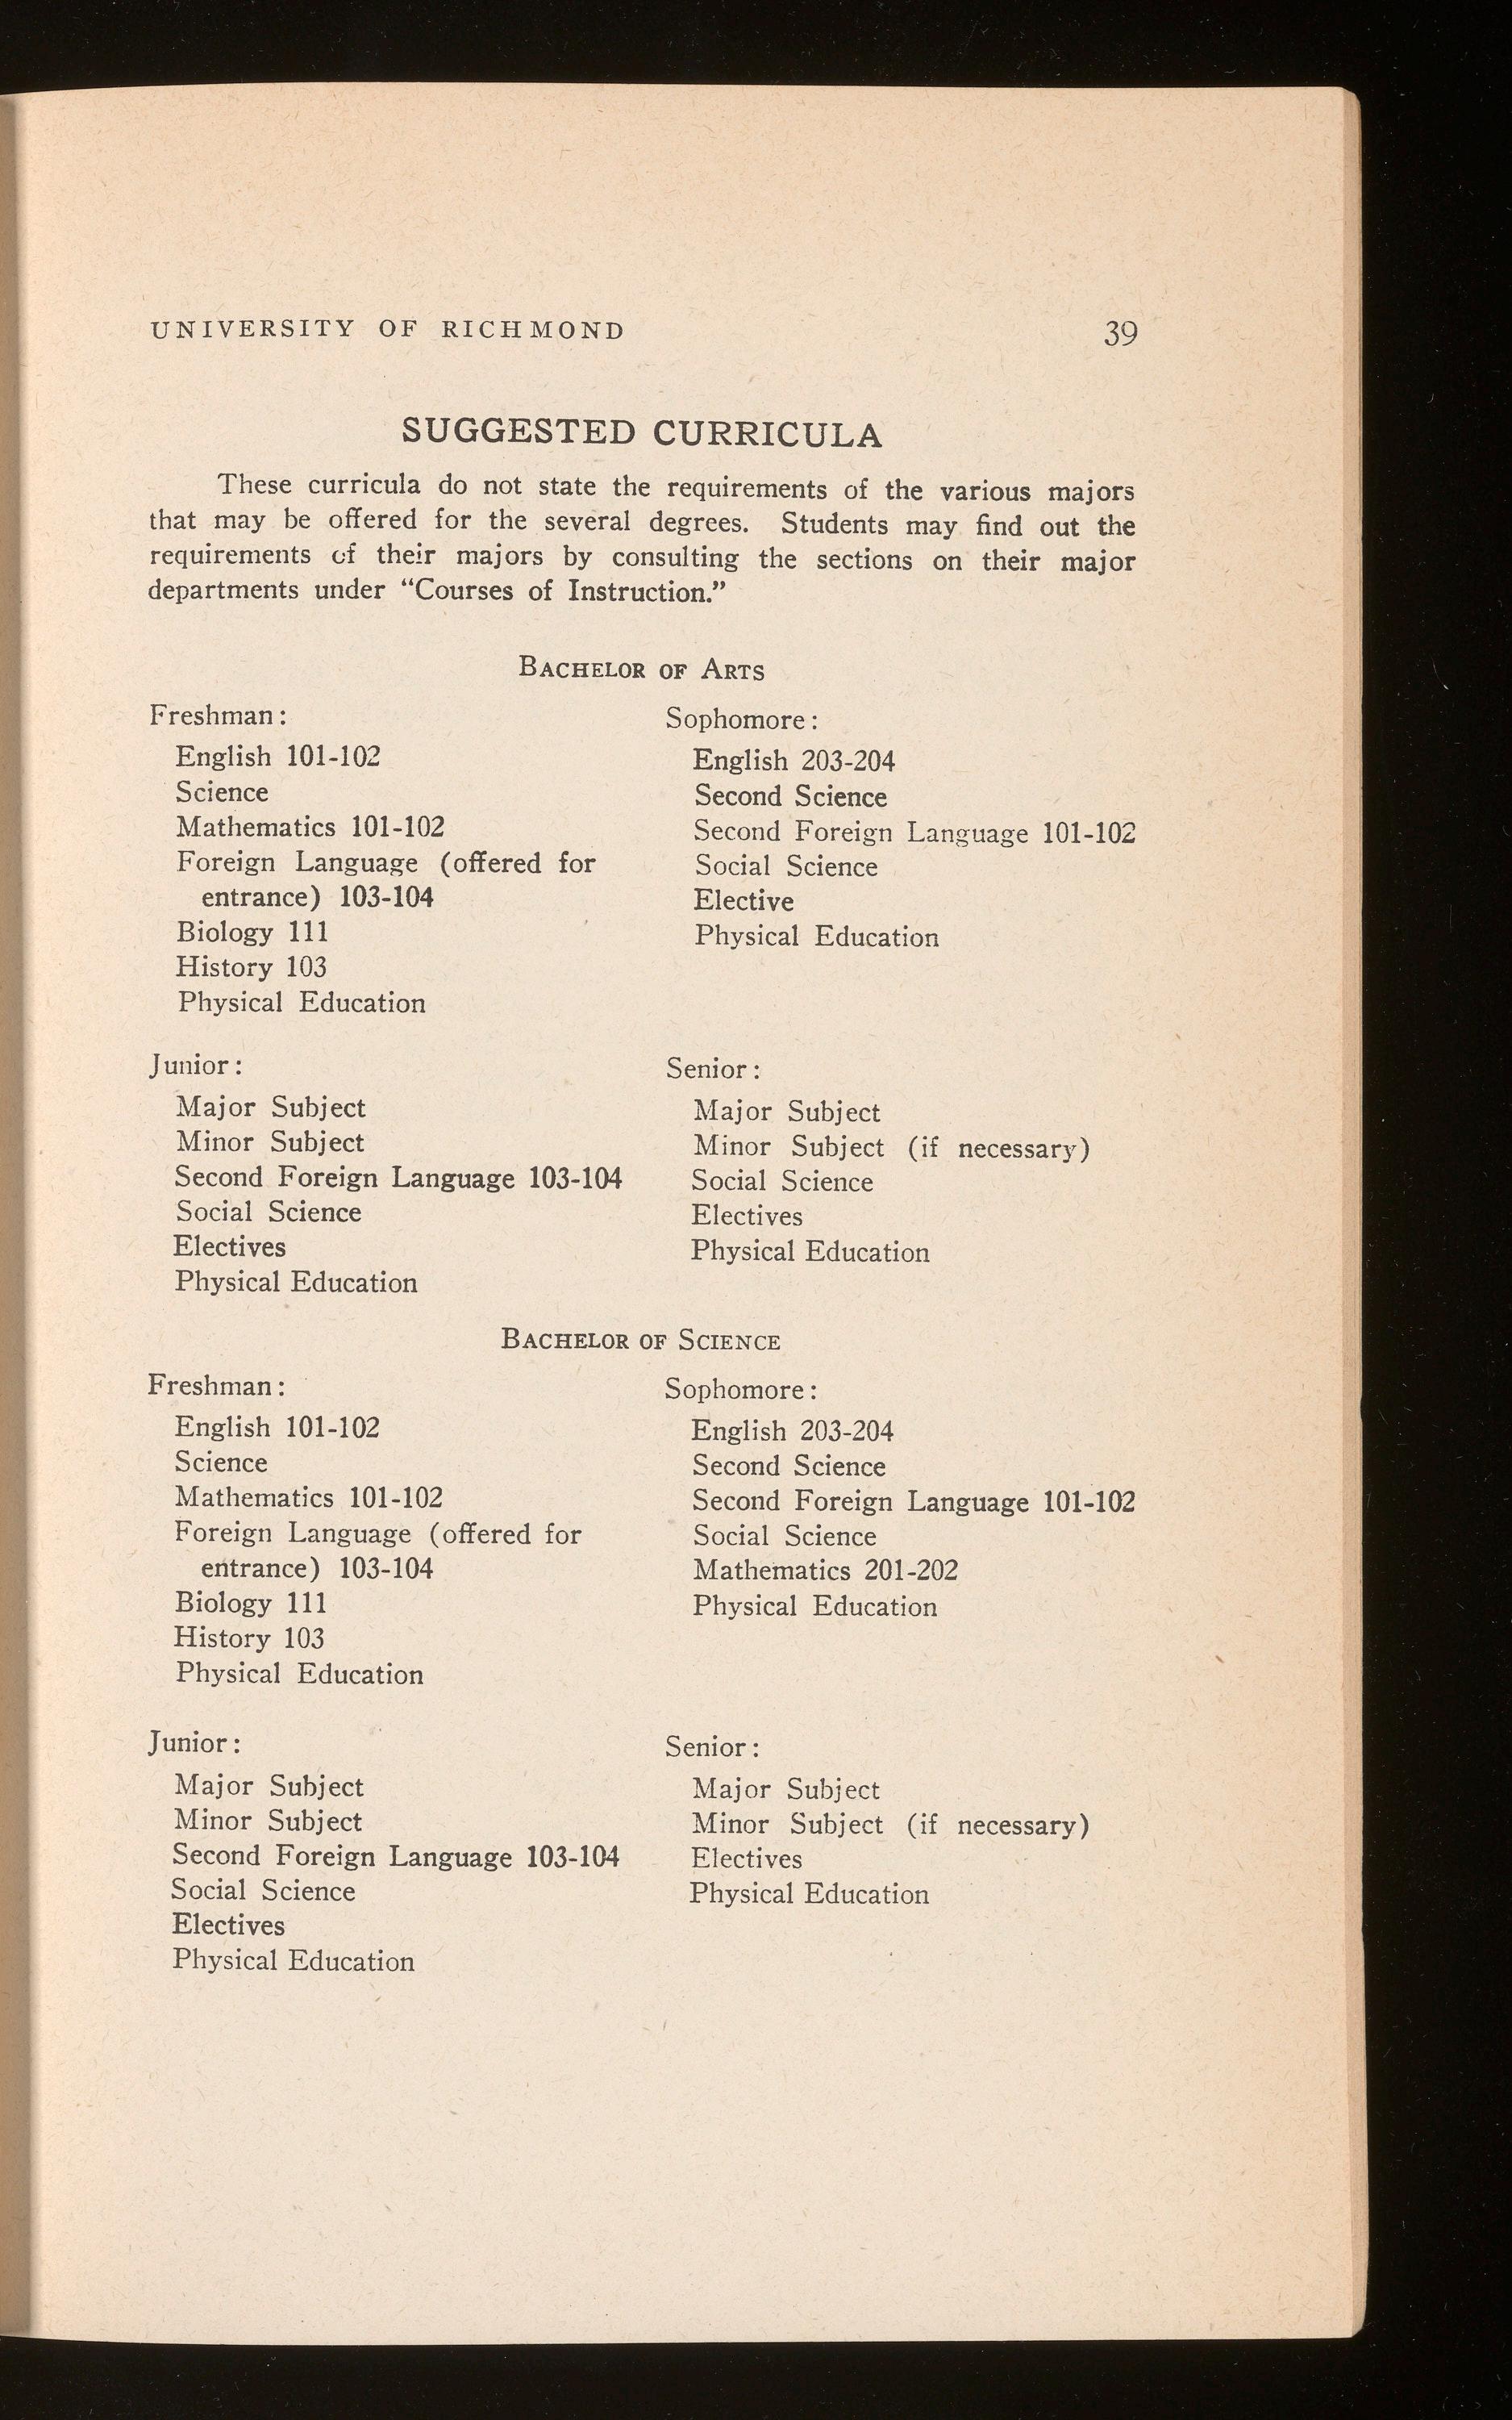 UNIVERSITY OF RICHMOND 39
SUGGESTED CURRICULA
These curricula do not state the requirements of the various majors
that may be offered for the several degrees. Students may find out the
requirements of their majors by consulting the sections on their major
departments under “Courses of Instruction.”
BACHELOR OF ARTS
Freshman:
English 101-102
Science
Mathematics 101-102
Foreign Language (offered for
entrance) 103-104
Biology 111
History 103
Physical Education
Sophomore:
English 203-204
Second Science
Second Foreign Language 101-102
Social Science
Elective
Physical Education
Junior:
Major Subject
Minor Subject
Second Foreign Language 103-104
Social Science
Electives
Physical Education
Senior:
Major Subject
Minor Subject (if necessary)
Social Science
Electives
Physical Education
BACHELOR OF SCIENCE
Freshman:
English 101-102
Science
Mathematics 101-102
Foreign Language (offered for
entrance) 103-104
Biology 111
History 103
Physical Education
Sophomore:
English 203-204
Second Science
Second Foreign Language 101-102
Social Science
Mathematics 201-202
Physical Education
Junior:
Major Subject
Minor Subject
Second Foreign Language 103-104
Social Science
Electives
Physical Education
Senior:
Major Subject
Minor Subject (if necessary)
Electives
Physical Education